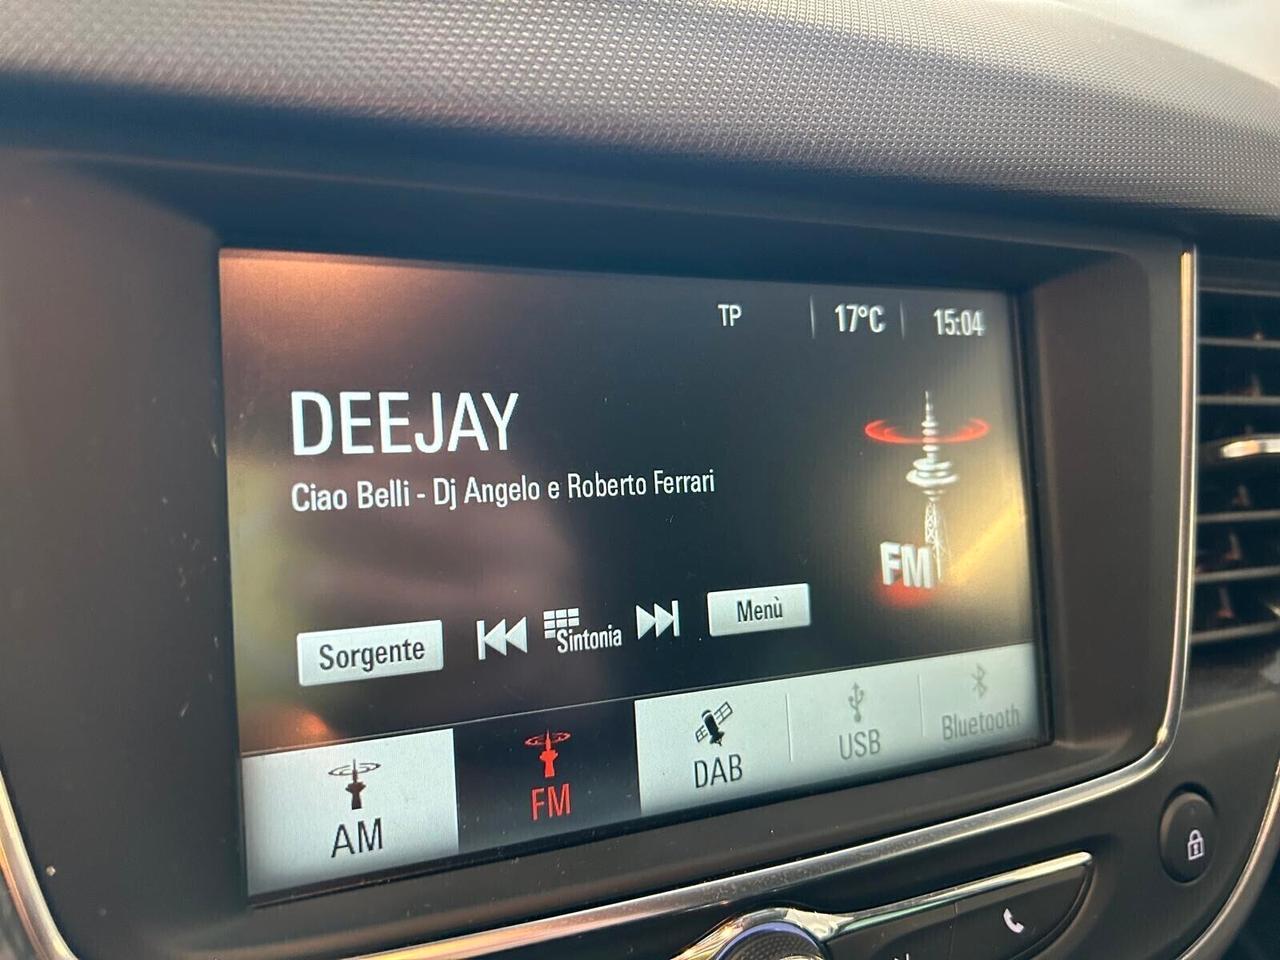 TP 17°C 15:04
DEEJAY
Ciao Belli - Dj Angelo e Roberto Ferrari
FM
Sorgente Sintonia Menù
AM FM DAB USB Bluetooth